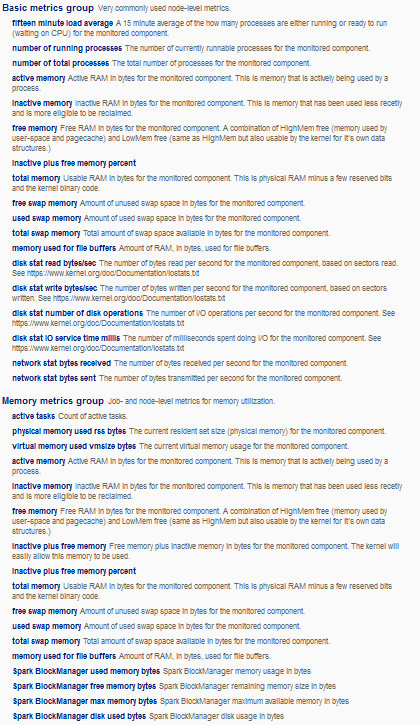 Basic metrics group Very commonly used node-level metrics.
fifteen minute load average A 15 minute average of the how many processes are either running or ready to run
(waiting on CPU) for the monitored component.
number of running processes The number of currently runnable processes for the monitored component.
number of total processes The total number of processes for the monitored component.
active memory Active RAM in bytes for the monitored component. This is memory that is actively being used by a
process.
inactive memory Inactive RAM in bytes for the monitored component. This is memory that has been used less recetly
and is more eligible to be reclaimed.
free memory Free RAM in bytes for the monitored component. A combination of HighMem free (memory used by
user-space and pagecache) and LowMem free (same as HighMem but also usable by the kernel for it's own data
structures.)
inactive plus free memory percent
total memory Usable RAM in bytes for the monitored component. This is physical RAM minus a few reserved bits
and the kernel binary code.
free swap memory Amount of unused swap space in bytes for the monitored component.
used swap memory Amount of used swap space in bytes for the monitored component.
total swap memory Total amount of swap space available in bytes for the monitored component.
memory used for file buffers Amount of RAM, in bytes, used for file buffers.
disk stat read bytes/sec The number of bytes read per second for the monitored component, based on sectors read.
See https://www.kernel.org/doc/Documentation/iostats.txt
disk stat write bytes/sec The number of bytes written per second for the monitored component, based on sectors
written. See https://www.kernel.org/doc/Documentation/iostats.txt
disk stat number of disk operations The number of I/O operations per second for the monitored component. See
https://www.kernel.org/doc/Documentation/iostats.txt
disk stat IO service time millis The number of milliseconds spent doing I/O for the monitored component. See
https://www.kernel.org/doc/Documentation/iostats.txt
network stat bytes received The number of bytes received per second for the monitored component.
network stat bytes sent The number of bytes transmitted per second for the monitored component.
Memory metrics group Job- and node-level metrics for memory utilization.
active tasks Count of active tasks.
physical memory used rss bytes The current resident set size (physical memory) for the monitored component.
virtual memory used vmsize bytes The current virtual memory usage for the monitored component.
active memory Active RAM in bytes for the monitored component. This is memory that is actively being used by a
process.
inactive memory Inactive RAM in bytes for the monitored component. This is memory that has been used less recetly
and is more eligible to be reclaimed.
free memory Free RAM in bytes for the monitored component. A combination of HighMem free (memory used by
user-space and pagecache) and LowMem free (same as HighMem but also usable by the kernel for it's own data
structures.)
inactive plus free memory Free memory plus inactive memory in bytes for the monitored component. The kernel will
easily allow this memory to be used.
inactive plus free memory percent
total memory Usable RAM in bytes for the monitored component. This is physical RAM minus a few reserved bits
and the kernel binary code.
free swap memory Amount of unused swap space in bytes for the monitored component.
used swap memory Amount of used swap space in bytes for the monitored component.
total swap memory Total amount of swap space available in bytes for the monitored component.
memory used for file buffers Amount of RAM, in bytes, used for file buffers.
Spark BlockManager used memory bytes Spark BlockManager memory usage in bytes
Spark BlockManager free memory bytes Spark BlockManager remaining memory size in bytes
Spark BlockManager max memory bytes Spark BlockManager maximum available memory in bytes
Spark BlockManager disk used bytes Spark BlockManager disk usage in bytes